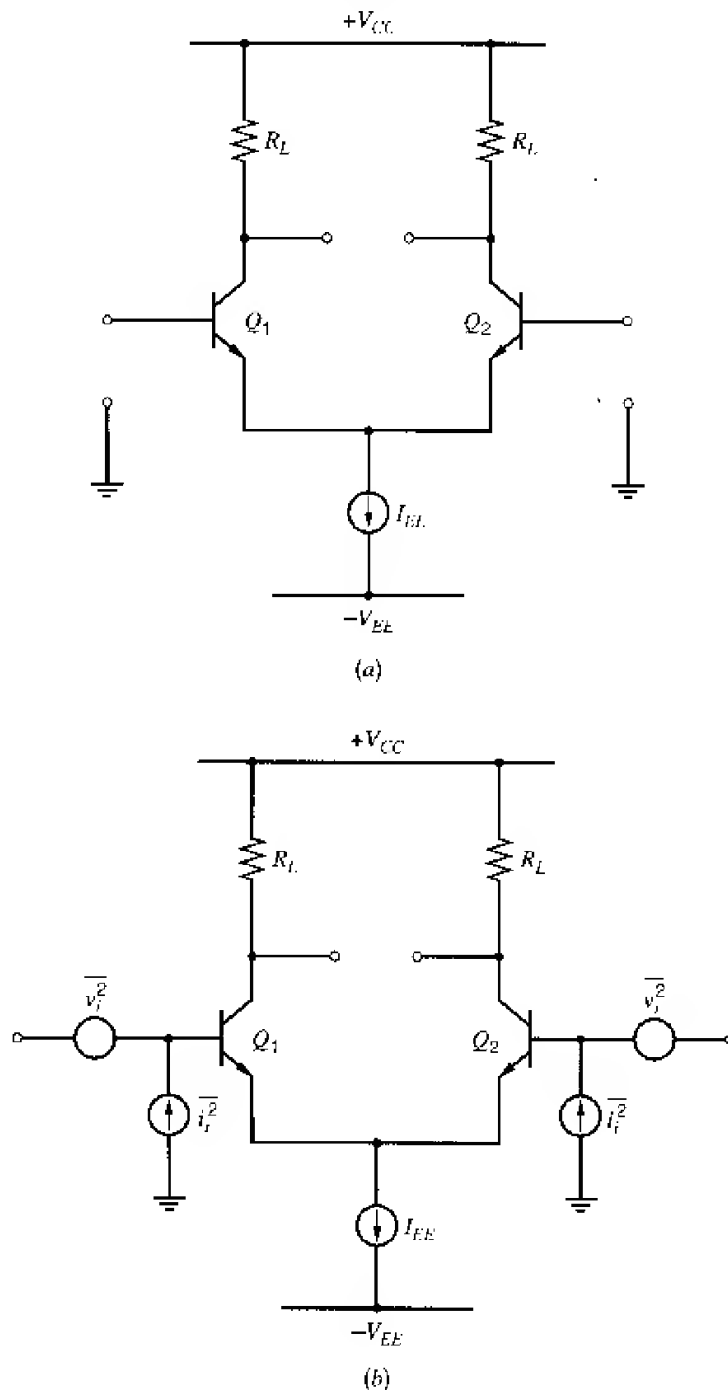 +V_CC
R_L
R_L
Q_1
Q_2
I_EE
−V_EE
(a)
+V_CC
R_L
R_L
v_i^2
v_i^2
Q_1
Q_2
i_i^2
i_i^2
I_EE
−V_EE
(b)